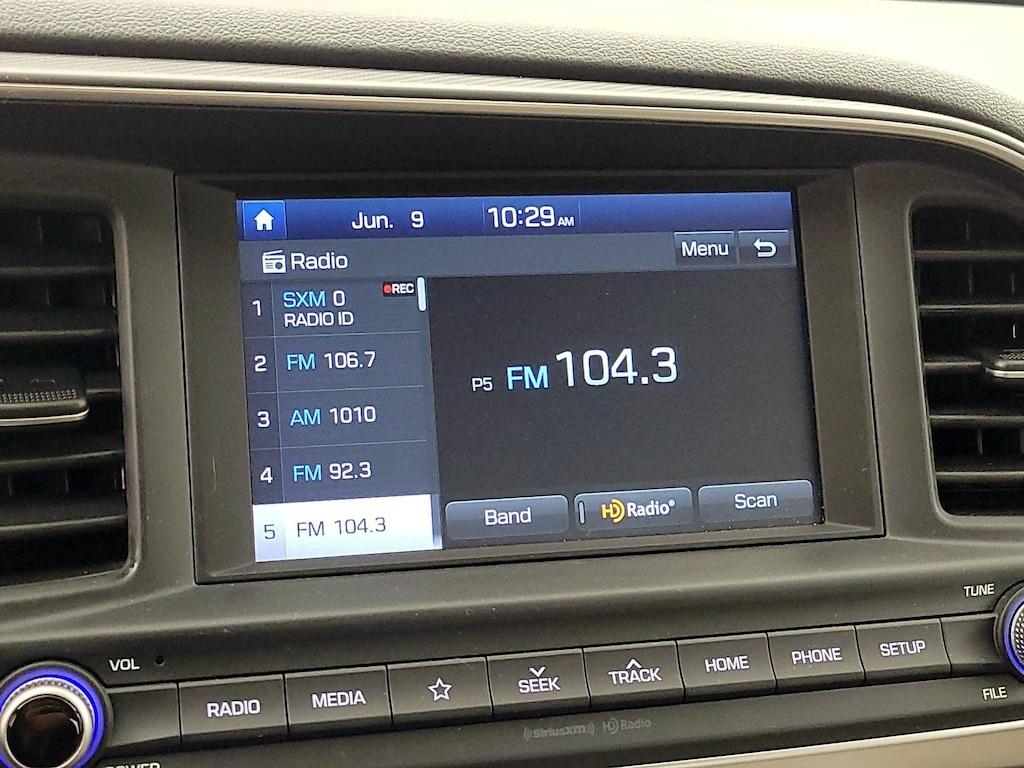 Jun. 9 10:29 AM
Radio Menu
1 SXM 0 REC
RADIO ID
2 FM 106.7
3 AM 1010
4 FM 92.3
5 FM 104.3
P5 FM 104.3
Band HD Radio® Scan
TUNE
VOL
RADIO MEDIA SEEK TRACK HOME PHONE SETUP
FILE
(((SiriusXM))) HD Radio
POWER